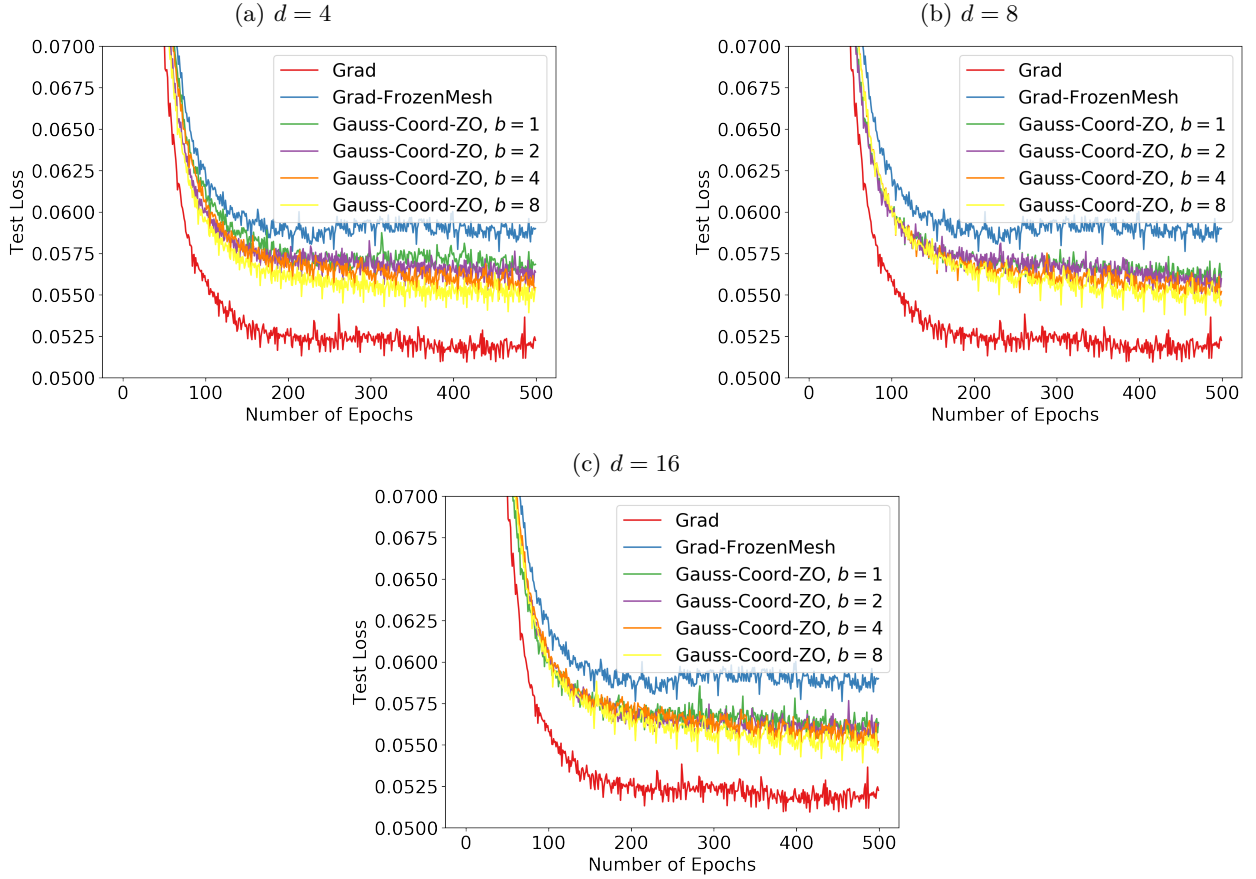 (a) d = 4
0.0700
0.0675
0.0650
0.0625
0.0600
0.0575
0.0550
0.0525
0.0500
Test Loss
Grad
Grad-FrozenMesh
Gauss-Coord-ZO, b = 1
Gauss-Coord-ZO, b = 2
Gauss-Coord-ZO, b = 4
Gauss-Coord-ZO, b = 8
0 100 200 300 400 500
Number of Epochs
(b) d = 8
0.0700
0.0675
0.0650
0.0625
0.0600
0.0575
0.0550
0.0525
0.0500
Test Loss
Grad
Grad-FrozenMesh
Gauss-Coord-ZO, b = 1
Gauss-Coord-ZO, b = 2
Gauss-Coord-ZO, b = 4
Gauss-Coord-ZO, b = 8
0 100 200 300 400 500
Number of Epochs
(c) d = 16
0.0700
0.0675
0.0650
0.0625
0.0600
0.0575
0.0550
0.0525
0.0500
Test Loss
Grad
Grad-FrozenMesh
Gauss-Coord-ZO, b = 1
Gauss-Coord-ZO, b = 2
Gauss-Coord-ZO, b = 4
Gauss-Coord-ZO, b = 8
0 100 200 300 400 500
Number of Epochs